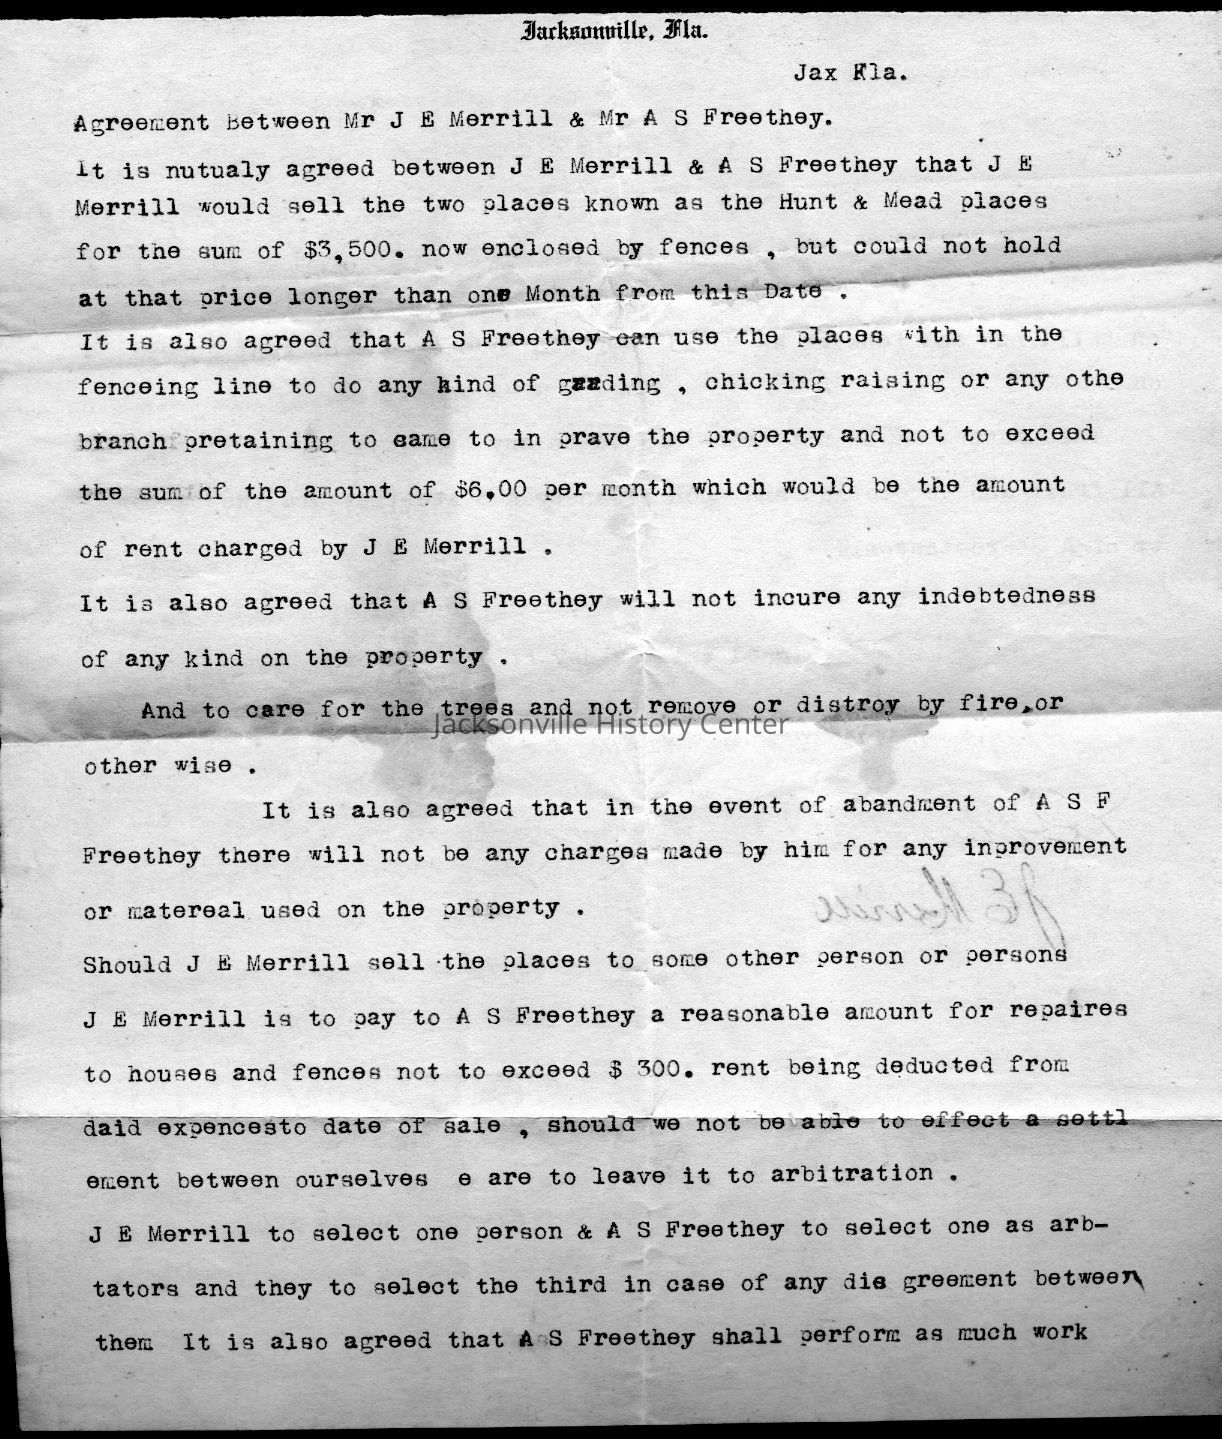 Jacksonville, Fla.
Jax Fla.
Agreement Between Mr J E Merrill & Mr A S Freethey.
It is nutualy agreed between J E Merrill & A S Freethey that J E
Merrill would sell the two places known as the Hunt & Mead places
for the sum of $3,500. now enclosed by fences , but could not hold
at that price longer than one Month from this Date .
It is also agreed that A S Freethey can use the places with in the
fenceing line to do any kind of grading , chicking raising or any othe
branch pretaining to same to in prave the property and not to exceed
the sum of the amount of $6,00 per month which would be the amount
of rent charged by J E Merrill .
It is also agreed that A S Freethey will not incure any indebtedness
of any kind on the property .
And to care for the trees and not remove or distroy by fire,or
Jacksonville History Center
other wise .
It is also agreed that in the event of abandment of A S F
Freethey there will not be any charges made by him for any inprovement
or matereal used on the property .
J E Merrill
Should J E Merrill sell the places to some other person or persons
J E Merrill is to pay to A S Freethey a reasonable amount for repaires
to houses and fences not to exceed $ 300. rent being deducted from
daid expencesto date of sale , should we not be able to effect a settl
ement between ourselves e are to leave it to arbitration .
J E Merrill to select one person & A S Freethey to select one as arb-
tators and they to select the third in case of any dis greement between
them It is also agreed that A S Freethey shall perform as much work